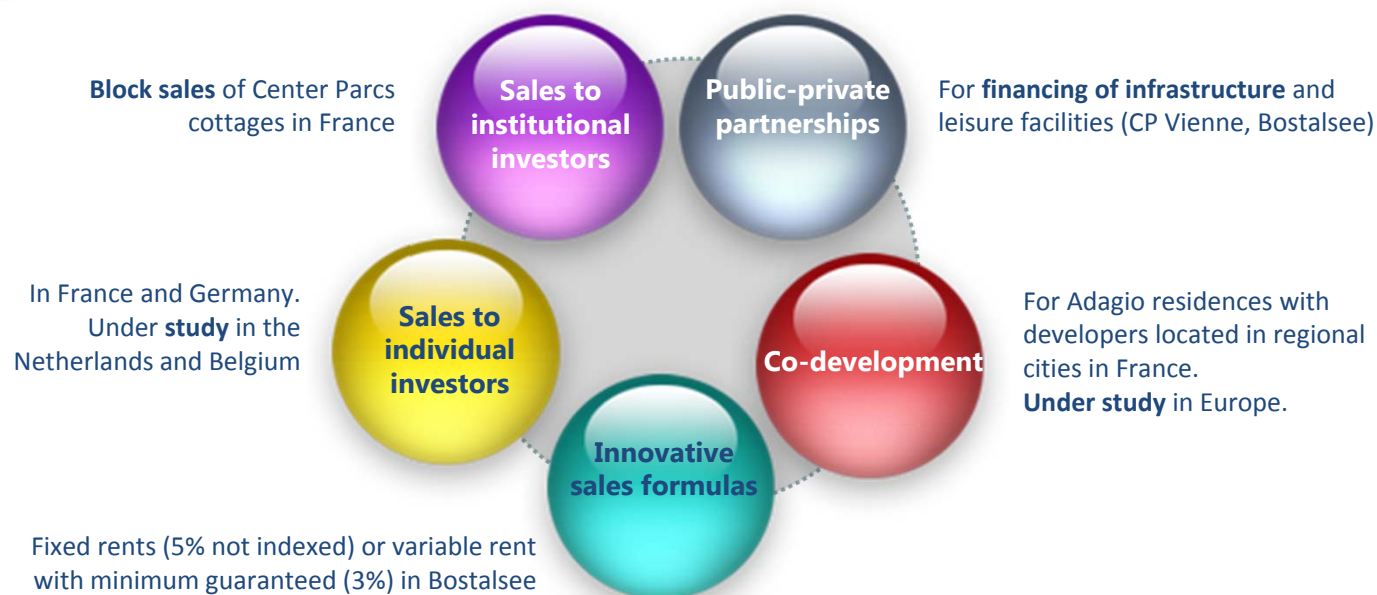 Block sales of Center Parcs
cottages in France
Sales to
institutional
investors
Public-private
partnerships
For financing of infrastructure and
leisure facilities (CP Vienne, Bostalsee)
In France and Germany.
Under study in the
Netherlands and Belgium
Sales to
individual
investors
Co-development
For Adagio residences with
developers located in regional
cities in France.
Under study in Europe.
Innovative
sales formulas
Fixed rents (5% not indexed) or variable rent
with minimum guaranteed (3%) in Bostalsee